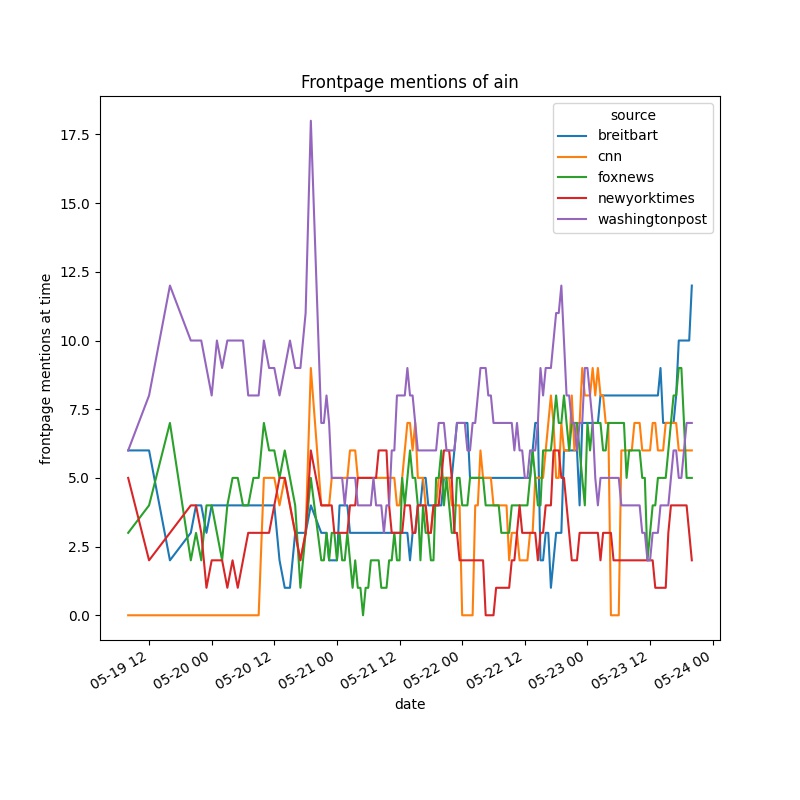 Frontpage mentions of ain
source
breitbart
cnn
foxnews
newyorktimes
washingtonpost
17.5
15.0
12.5
10.0
7.5
5.0
2.5
0.0
frontpage mentions at time
05-19 12
05-20 00
05-20 12
05-21 00
05-21 12
05-22 00
05-22 12
05-23 00
05-23 12
05-24 00
date